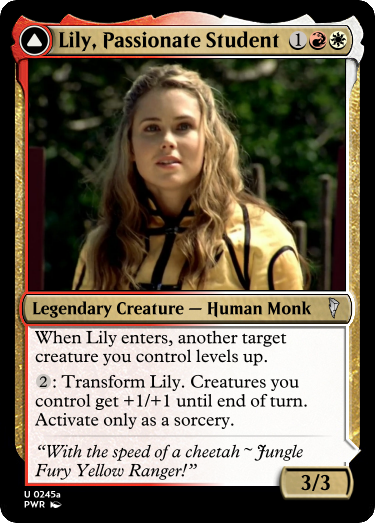 Lily, Passionate Student 1
Legendary Creature — Human Monk
When Lily enters, another target
creature you control levels up.
2: Transform Lily. Creatures you
control get +1/+1 until end of turn.
Activate only as a sorcery.
“With the speed of a cheetah ~ Jungle
Fury Yellow Ranger!”
3/3
U 0245a
PWR